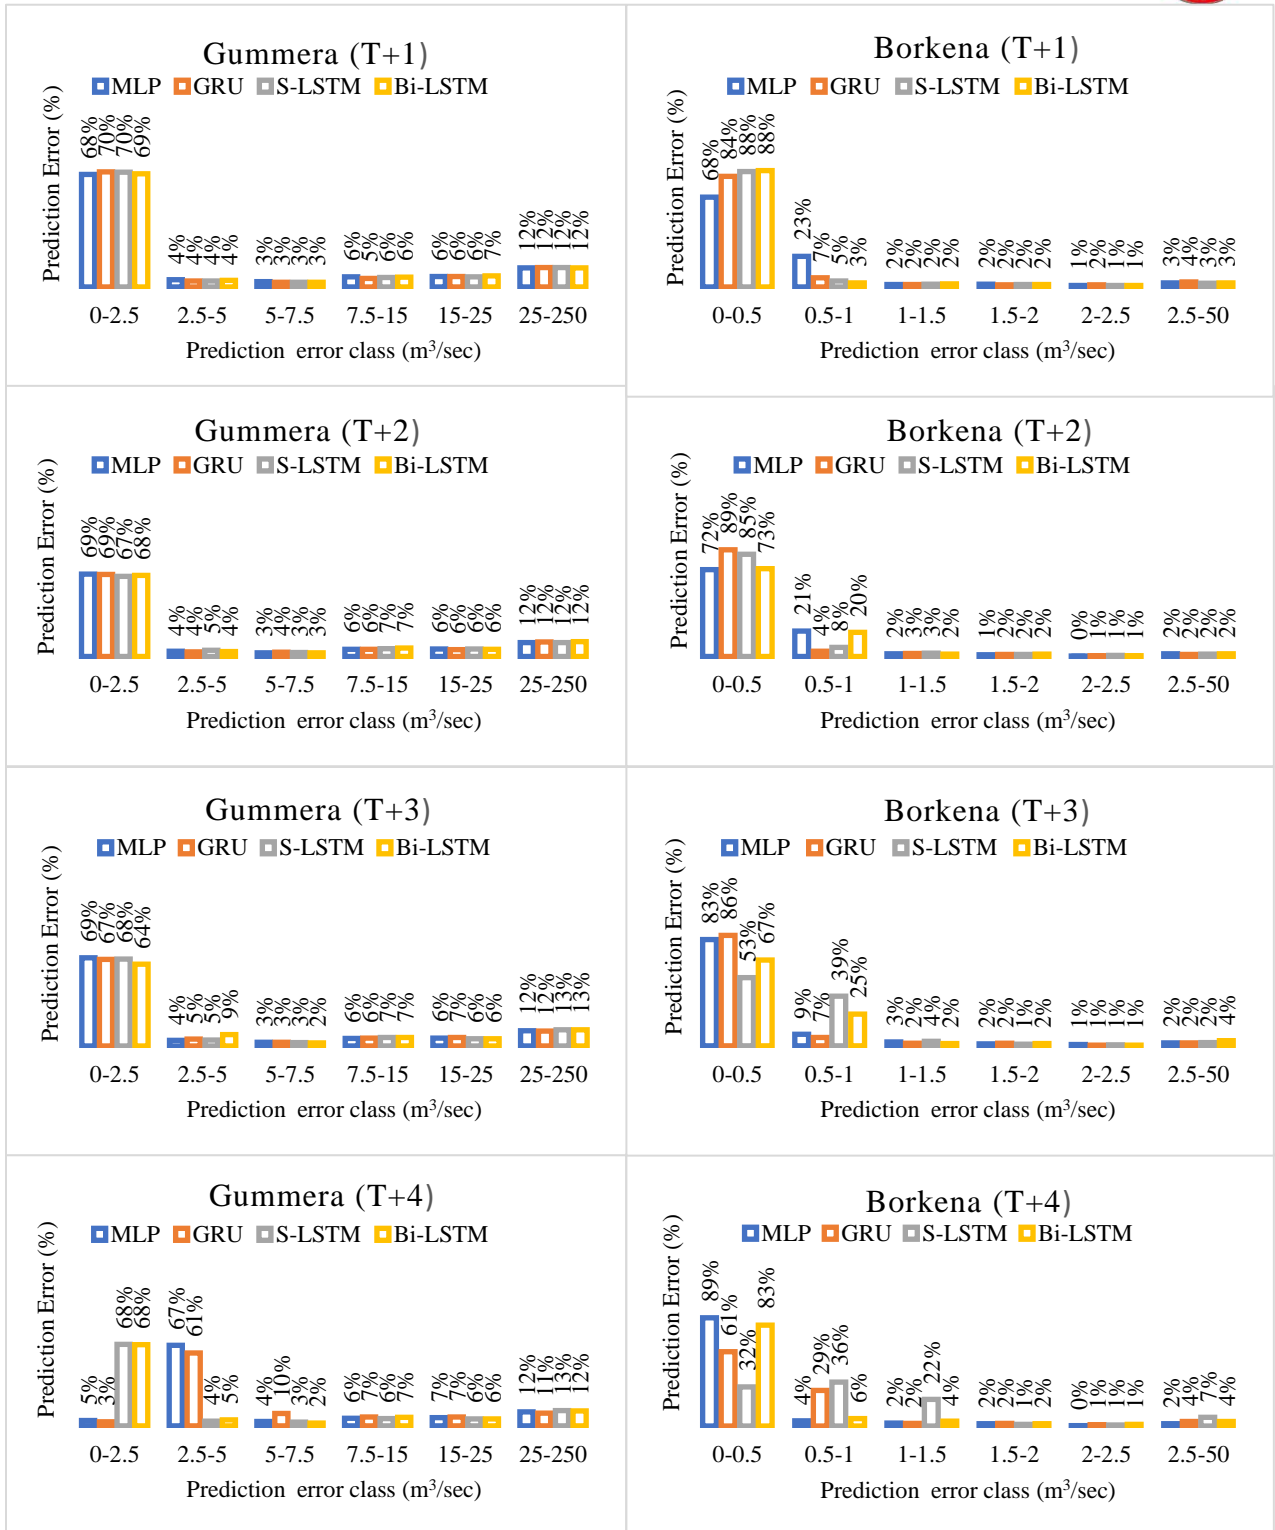 Gummera (T+1)
MLP GRU S-LSTM Bi-LSTM
Prediction Error (%)
68% 70% 70% 69%
4% 4% 4% 4%
3% 3% 3% 3%
6% 5% 6% 6%
6% 6% 6% 7%
12% 12% 12% 12%
0-2.5 2.5-5 5-7.5 7.5-15 15-25 25-250
Prediction error class (m³/sec)
Borkena (T+1)
MLP GRU S-LSTM Bi-LSTM
Prediction Error (%)
68% 84% 88% 88%
23% 7% 5% 3%
2% 2% 2% 2%
2% 2% 2% 2%
1% 2% 1% 1%
3% 4% 3% 3%
0-0.5 0.5-1 1-1.5 1.5-2 2-2.5 2.5-50
Prediction error class (m³/sec)
Gummera (T+2)
MLP GRU S-LSTM Bi-LSTM
Prediction Error (%)
69% 69% 67% 68%
4% 4% 5% 4%
3% 4% 3% 3%
6% 6% 7% 7%
6% 6% 6% 6%
12% 12% 12% 12%
0-2.5 2.5-5 5-7.5 7.5-15 15-25 25-250
Prediction error class (m³/sec)
Borkena (T+2)
MLP GRU S-LSTM Bi-LSTM
Prediction Error (%)
72% 89% 85% 73%
21% 4% 8% 20%
2% 3% 3% 2%
1% 2% 2% 2%
0% 1% 1% 1%
2% 2% 2% 2%
0-0.5 0.5-1 1-1.5 1.5-2 2-2.5 2.5-50
Prediction error class (m³/sec)
Gummera (T+3)
MLP GRU S-LSTM Bi-LSTM
Prediction Error (%)
69% 67% 68% 64%
4% 5% 5% 9%
3% 3% 3% 2%
6% 6% 7% 7%
6% 7% 6% 6%
12% 12% 13% 13%
0-2.5 2.5-5 5-7.5 7.5-15 15-25 25-250
Prediction error class (m³/sec)
Borkena (T+3)
MLP GRU S-LSTM Bi-LSTM
Prediction Error (%)
83% 86% 53% 67%
9% 7% 39% 25%
3% 2% 4% 2%
2% 2% 1% 2%
1% 1% 1% 1%
2% 2% 2% 4%
0-0.5 0.5-1 1-1.5 1.5-2 2-2.5 2.5-50
Prediction error class (m³/sec)
Gummera (T+4)
MLP GRU S-LSTM Bi-LSTM
Prediction Error (%)
5% 3% 68% 68%
67% 61% 4% 5%
4% 10% 3% 2%
6% 7% 6% 7%
7% 7% 6% 6%
12% 11% 13% 12%
0-2.5 2.5-5 5-7.5 7.5-15 15-25 25-250
Prediction error class (m³/sec)
Borkena (T+4)
MLP GRU S-LSTM Bi-LSTM
Prediction Error (%)
89% 61% 32% 83%
4% 29% 36% 6%
2% 2% 22% 4%
2% 2% 1% 2%
0% 1% 1% 1%
2% 4% 7% 4%
0-0.5 0.5-1 1-1.5 1.5-2 2-2.5 2.5-50
Prediction error class (m³/sec)